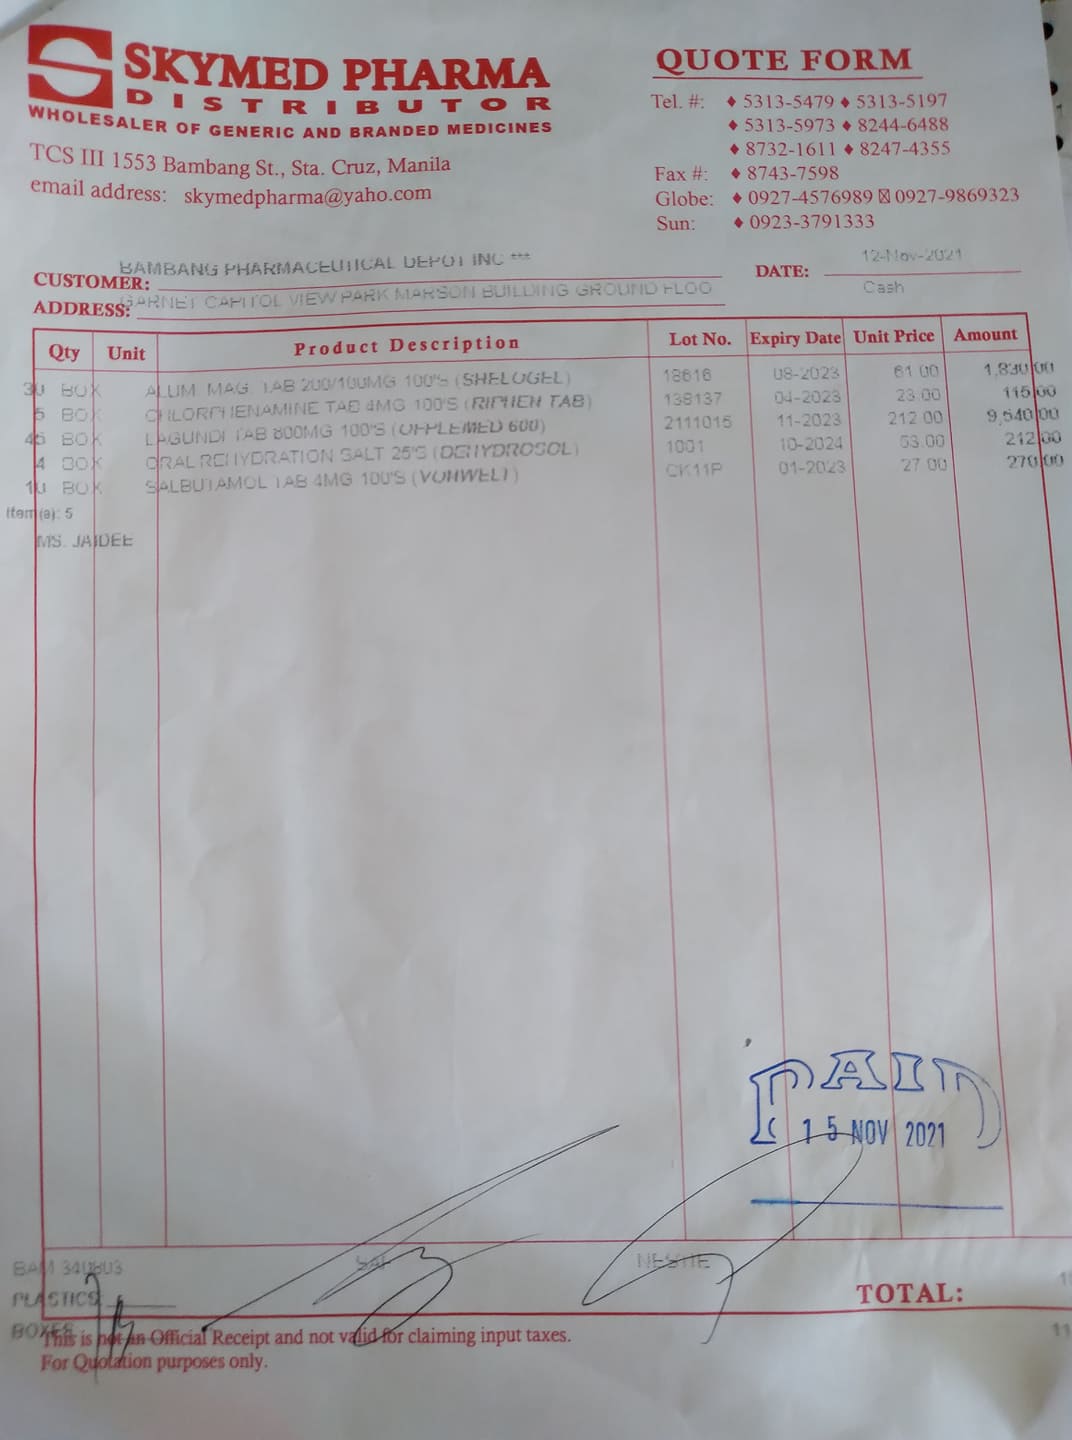 SKYMED PHARMA
DISTRIBUTOR
WHOLESALER OF GENERIC AND BRANDED MEDICINES
TCS III 1553 Bambang St., Sta. Cruz, Manila
email address: skymedpharma@yaho.com
QUOTE FORM
Tel. #: ♦ 5313-5479 ♦ 5313-5197
♦ 5313-5973 ♦ 8244-6488
♦ 8732-1611 ♦ 8247-4355
Fax #: ♦ 8743-7598
Globe: ♦ 0927-4576989 ☒ 0927-9869323
Sun: ♦ 0923-3791333
CUSTOMER: BAMBANG PHARMACEUTICAL DEPOT INC ***
DATE: 12-Nov-2021
ADDRESS: GARNET CAPITOL VIEW PARK MARSON BUILDING GROUND FLOO
Cash
Qty Unit Product Description Lot No. Expiry Date Unit Price Amount
30 BOX ALUM. MAG. TAB 200/100MG 100'S (SHELOGEL) 18616 08-2023 61.00 1,830.00
5 BOX CHLORPHENAMINE TAB 4MG 100'S (RIPHEN TAB) 138137 04-2023 23.00 115.00
45 BOX LAGUNDI TAB 600MG 100'S (OFPLEMED 600) 2111015 11-2023 212.00 9,540.00
4 BOX ORAL REHYDRATION SALT 25'S (DEHYDROSOL) 1001 10-2024 53.00 212.00
10 BOX SALBUTAMOL TAB 4MG 100'S (VONWELT) CK11P 01-2023 27.00 270.00
Item(s): 5
MS. JAIDEE
PAID
15 NOV 2021
BAM
PLASTICS:
BOXES
TOTAL:
This is not an Official Receipt and not valid for claiming input taxes.
For Quotation purposes only.